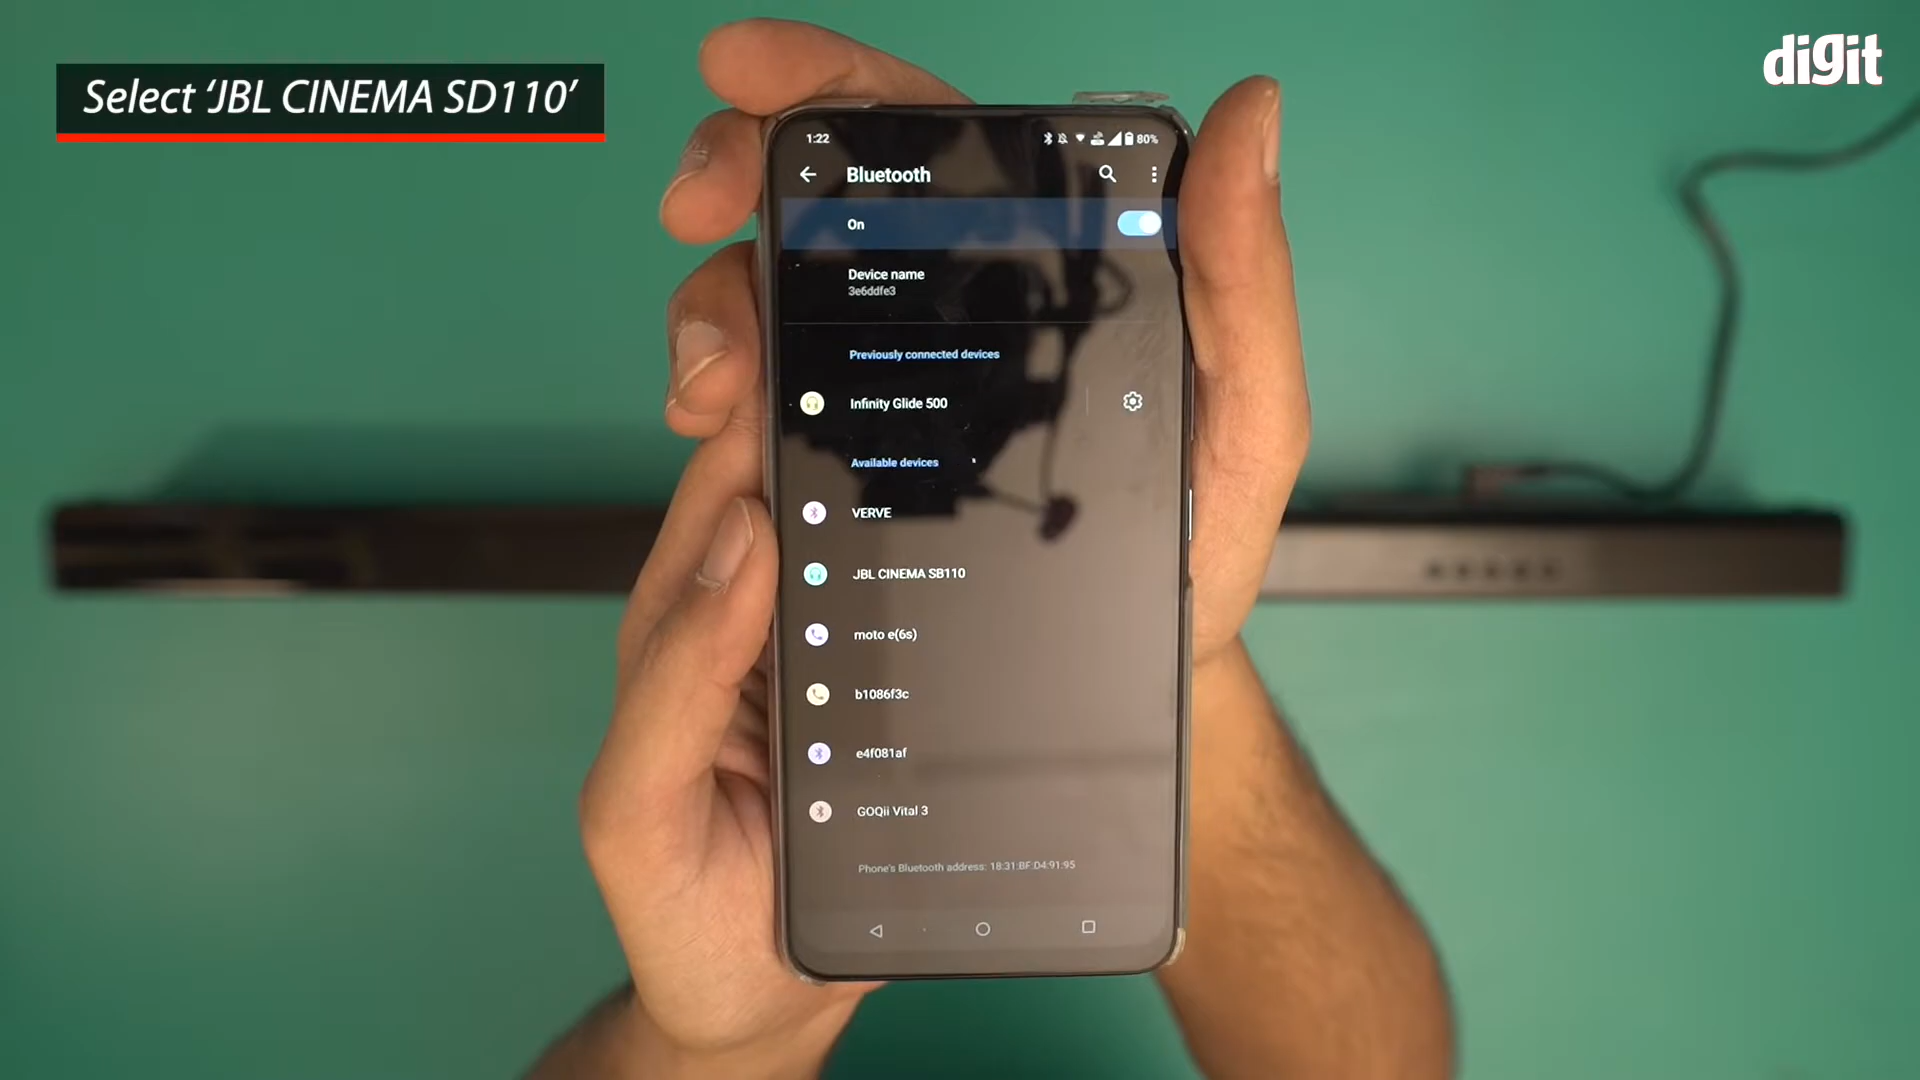 Select ‘JBL CINEMA SD110’
digit
1:22
80%
Bluetooth
On
Device name
3e6ddfe3
Previously connected devices
Infinity Glide 500
Available devices
VERVE
JBL CINEMA SB110
moto e(6s)
b1086f3c
e4f081af
GOQii Vital 3
Phone's Bluetooth address: 18:31:BF:D4:91:95